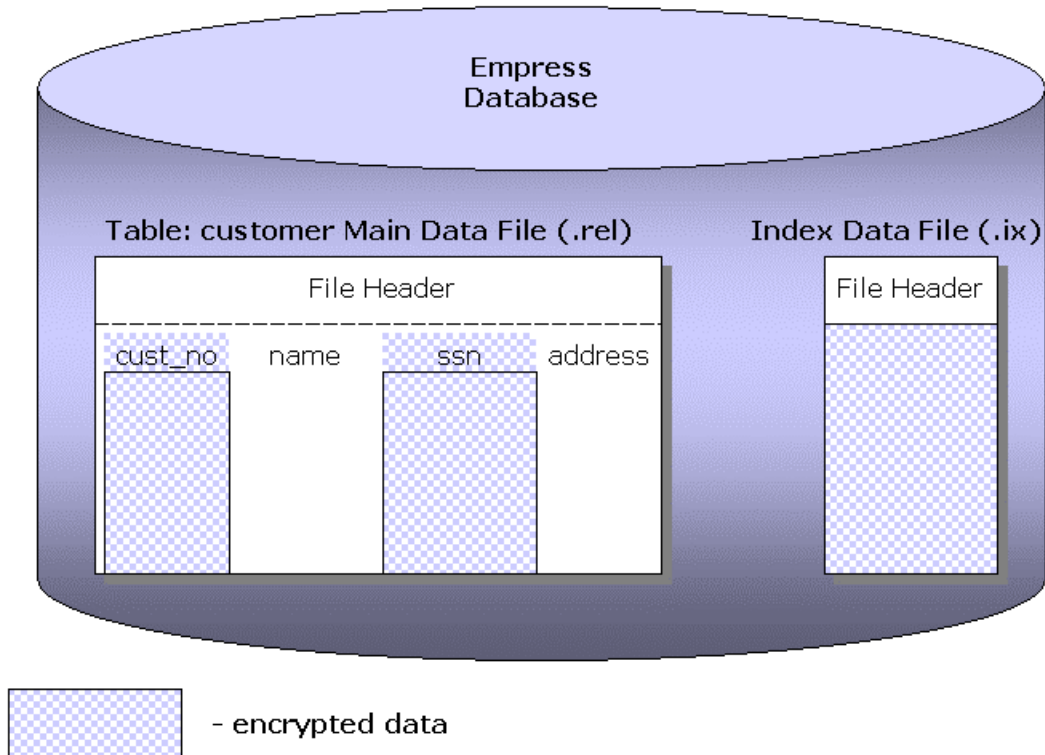 Empress
Database
Table: customer Main Data File (.rel)
Index Data File (.ix)
File Header
File Header
cust_no name ssn address
- encrypted data